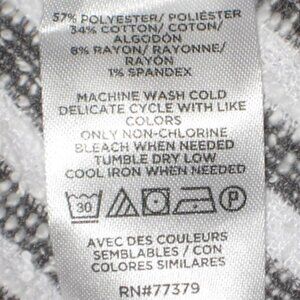 57% POLYESTER/ POLIÉSTER
34% COTTON/ COTON/
ALGODÓN
8% RAYON/ RAYONNE/
RAYÓN
1% SPANDEX
MACHINE WASH COLD
DELICATE CYCLE WITH LIKE
COLORS
ONLY NON-CHLORINE
BLEACH WHEN NEEDED
TUMBLE DRY LOW
COOL IRON WHEN NEEDED
30 P
AVEC DES COULEURS
SEMBLABLES / CON
COLORES SIMILARES
RN#77379